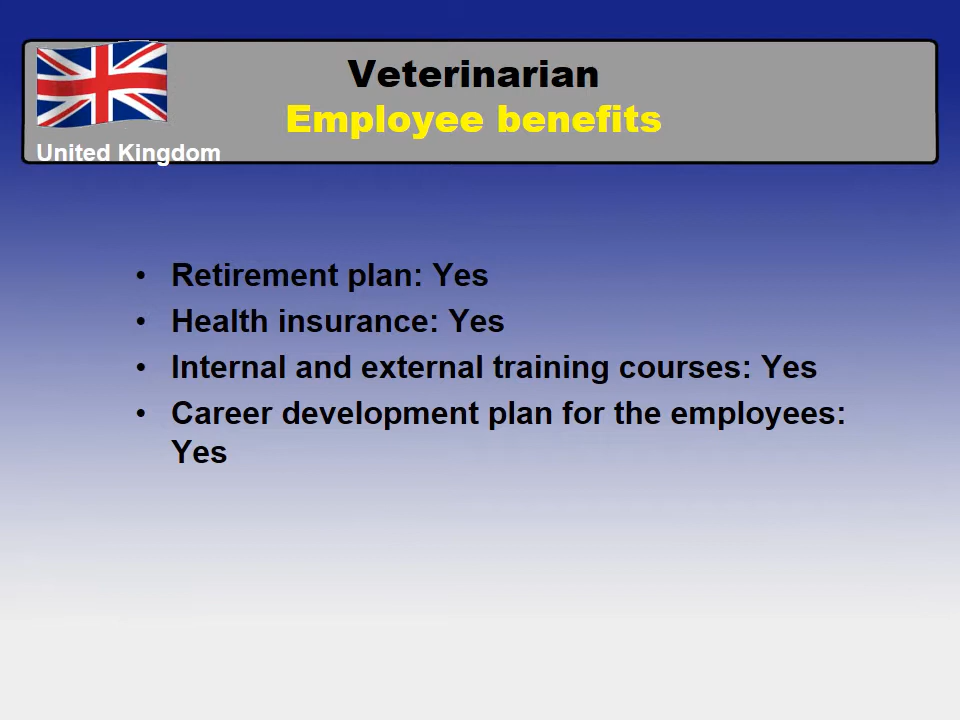 Veterinarian
Employee benefits
United Kingdom
• Retirement plan: Yes
• Health insurance: Yes
• Internal and external training courses: Yes
• Career development plan for the employees:
Yes